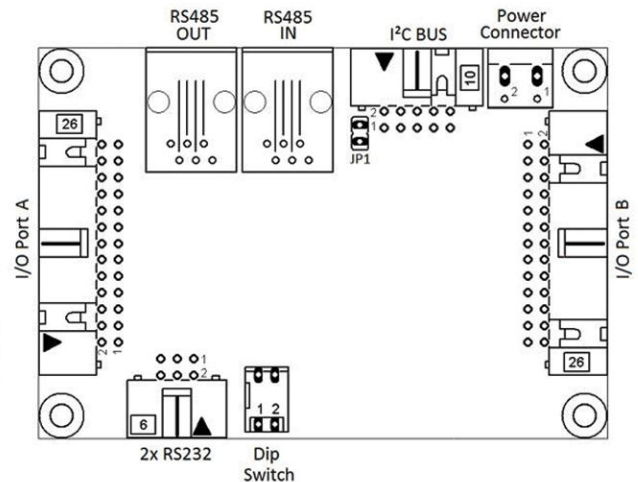 RS485
OUT
RS485
IN
I²C BUS
Power
Connector
10
2
1
2
1
JP1
26
1
2
I/O Port A
I/O Port B
2
1
1
2
6
1 2
26
2x RS232
Dip
Switch